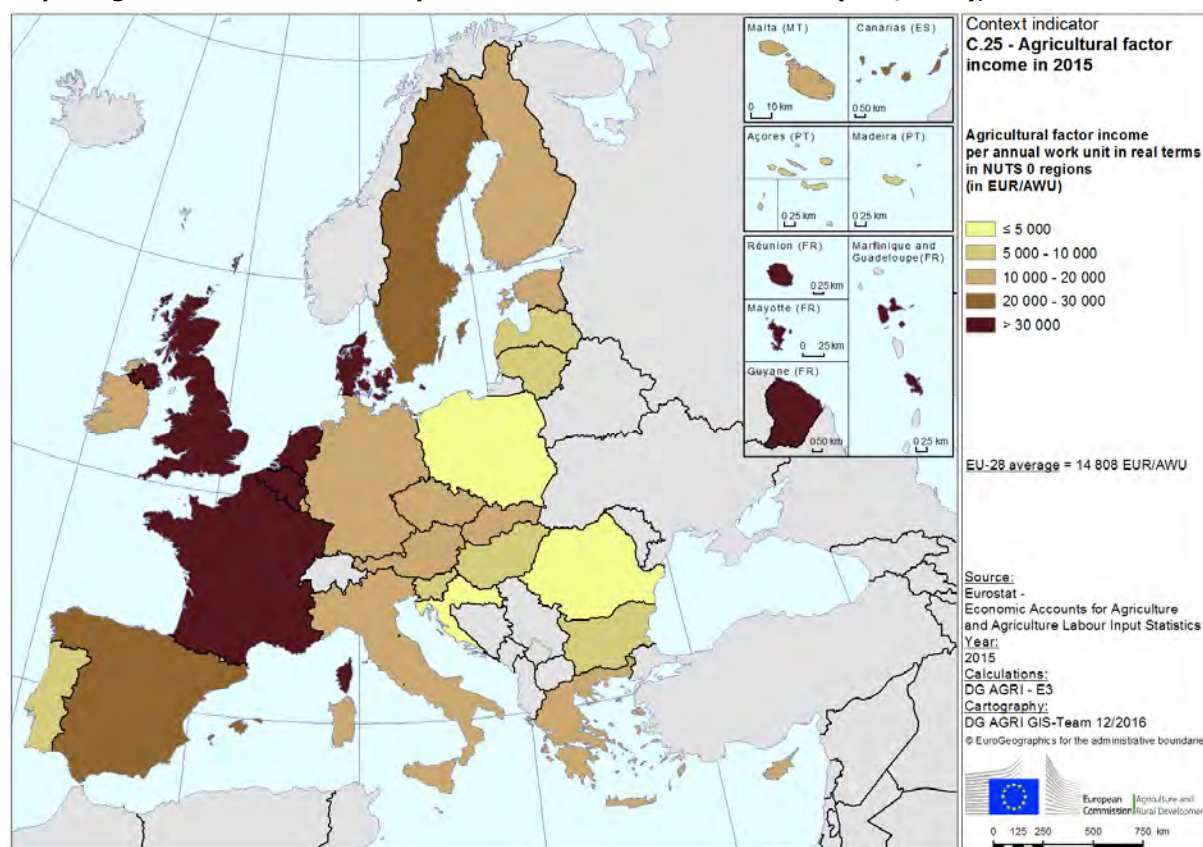 Malta (MT)
Canarias (ES)
0 10 km
0 50 km
Açores (PT)
Madeira (PT)
0 25 km
0 25 km
Réunion (FR)
Martinique and
Guadeloupe(FR)
0 25 km
Mayotte (FR)
0 25 km
Guyane (FR)
0 50 km
0 25 km
Context indicator
C.25 - Agricultural factor
income in 2015
Agricultural factor income
per annual work unit in real terms
in NUTS 0 regions
(in EUR/AWU)
≤ 5 000
5 000 - 10 000
10 000 - 20 000
20 000 - 30 000
> 30 000
EU-28 average = 14 808 EUR/AWU
Source:
Eurostat -
Economic Accounts for Agriculture
and Agriculture Labour Input Statistics
Year:
2015
Calculations:
DG AGRI - E3
Cartography:
DG AGRI GIS-Team 12/2016
© EuroGeographics for the administrative boundarie
European
Commission
Agriculture and
Rural Developmen
0 125 250 500 750 km